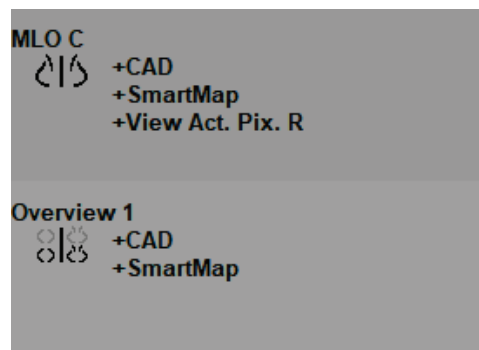 MLO C
+CAD
+SmartMap
+View Act. Pix. R
Overview 1
+CAD
+SmartMap